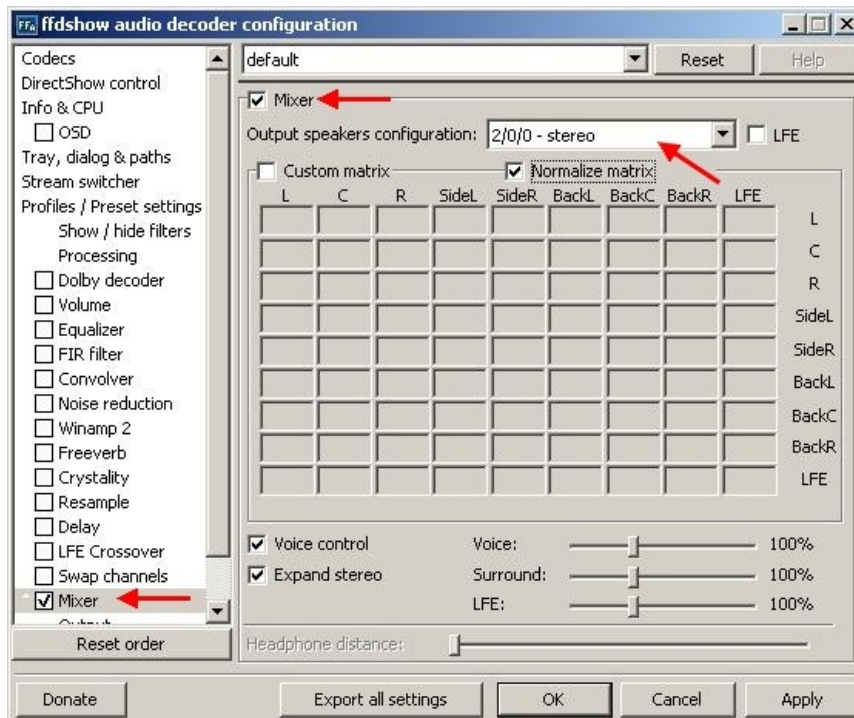 FFa ffdshow audio decoder configuration
Codecs
DirectShow control
Info & CPU
OSD
Tray, dialog & paths
Stream switcher
Profiles / Preset settings
Show / hide filters
Processing
Dolby decoder
Volume
Equalizer
FIR filter
Convolver
Noise reduction
Winamp 2
Freeverb
Crystality
Resample
Delay
LFE Crossover
Swap channels
Mixer
Reset order
default
Reset
Help
Mixer
Output speakers configuration: 2/0/0 - stereo LFE
Custom matrix Normalize matrix
L C R SideL SideR BackL BackC BackR LFE
L
C
R
SideL
SideR
BackL
BackC
BackR
LFE
Voice control Voice: 100%
Expand stereo Surround: 100%
LFE: 100%
Headphone distance:
Donate Export all settings OK Cancel Apply